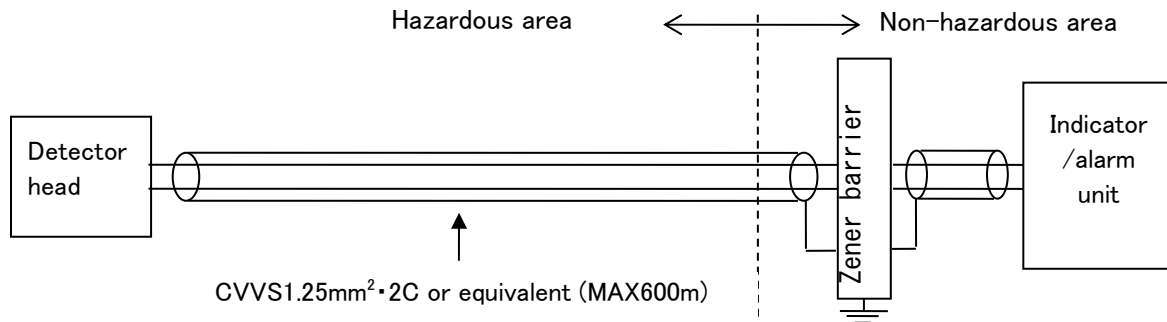 Hazardous area
Non-hazardous area
Detector
head
Zener barrier
Indicator
/alarm
unit
CVVS1.25mm²・2C or equivalent (MAX600m)